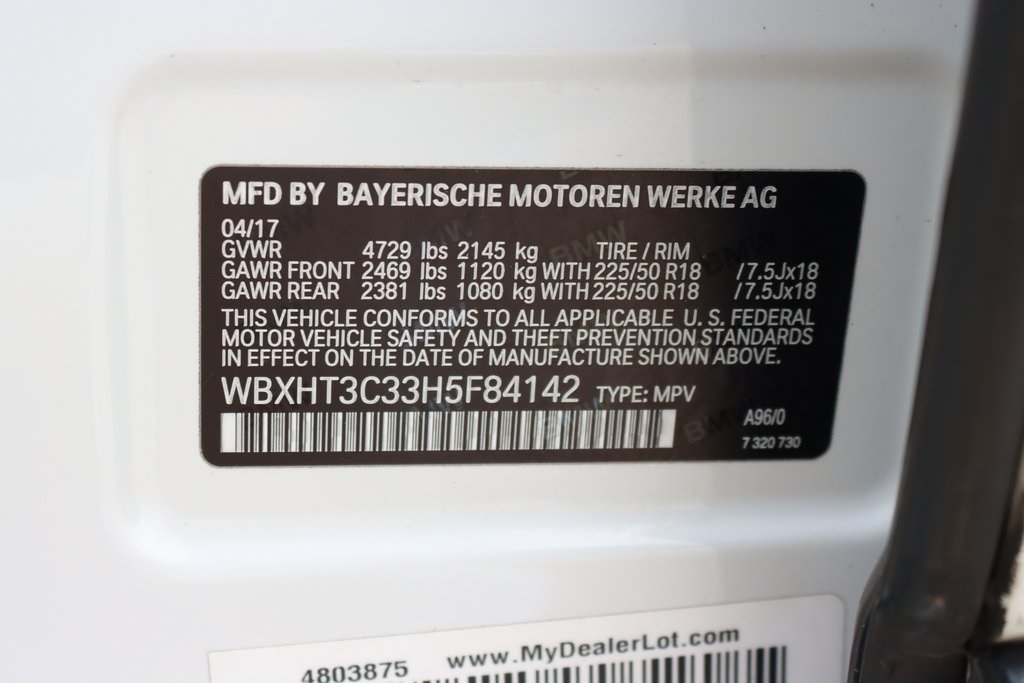 MFD BY BAYERISCHE MOTOREN WERKE AG
04/17
GVWR 4729 lbs 2145 kg TIRE / RIM
GAWR FRONT 2469 lbs 1120 kg WITH 225/50 R18 /7.5Jx18
GAWR REAR 2381 lbs 1080 kg WITH 225/50 R18 /7.5Jx18
THIS VEHICLE CONFORMS TO ALL APPLICABLE U. S. FEDERAL
MOTOR VEHICLE SAFETY AND THEFT PREVENTION STANDARDS
IN EFFECT ON THE DATE OF MANUFACTURE SHOWN ABOVE.
WBXHT3C33H5F84142 TYPE: MPV
A96/0
7 320 730
4803875 www.MyDealerLot.com